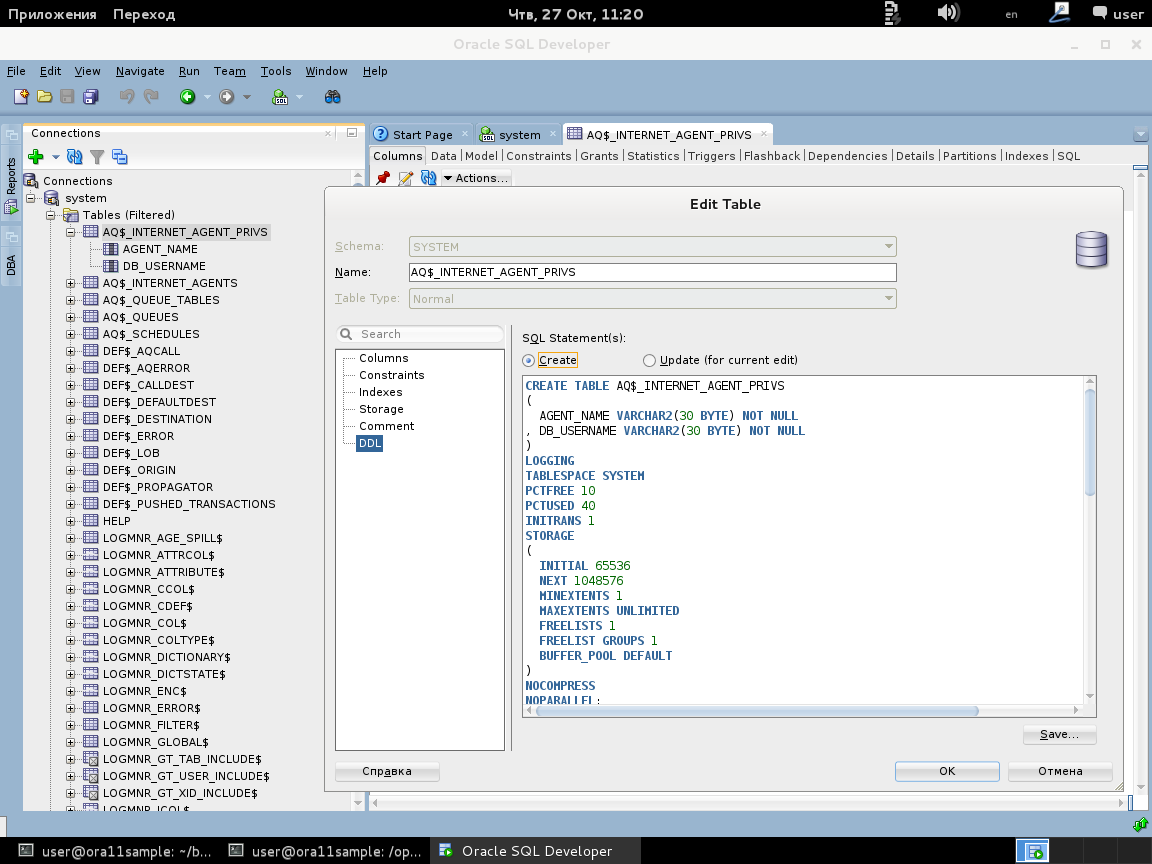 Приложения Переход Чтв, 27 Окт, 11:20 en user
Oracle SQL Developer
File Edit View Navigate Run Team Tools Window Help
Reports
DBA
Connections
Connections
system
Tables (Filtered)
AQ$_INTERNET_AGENT_PRIVS
AGENT_NAME
DB_USERNAME
AQ$_INTERNET_AGENTS
AQ$_QUEUE_TABLES
AQ$_QUEUES
AQ$_SCHEDULES
DEF$_AQCALL
DEF$_AQERROR
DEF$_CALLDEST
DEF$_DEFAULTDEST
DEF$_DESTINATION
DEF$_ERROR
DEF$_LOB
DEF$_ORIGIN
DEF$_PROPAGATOR
DEF$_PUSHED_TRANSACTIONS
HELP
LOGMNR_AGE_SPILL$
LOGMNR_ATTRCOL$
LOGMNR_ATTRIBUTE$
LOGMNR_CCOL$
LOGMNR_CDEF$
LOGMNR_COL$
LOGMNR_COLTYPE$
LOGMNR_DICTIONARY$
LOGMNR_DICTSTATE$
LOGMNR_ENC$
LOGMNR_ERROR$
LOGMNR_FILTER$
LOGMNR_GLOBAL$
LOGMNR_GT_TAB_INCLUDE$
LOGMNR_GT_USER_INCLUDE$
LOGMNR_GT_XID_INCLUDE$
LOGMNR_ICOL$
Start Page system AQ$_INTERNET_AGENT_PRIVS
Columns Data Model Constraints Grants Statistics Triggers Flashback Dependencies Details Partitions Indexes SQL
Actions...
Edit Table
Schema: SYSTEM
Name: AQ$_INTERNET_AGENT_PRIVS
Table Type: Normal
Search
Columns
Constraints
Indexes
Storage
Comment
DDL
SQL Statement(s):
Create Update (for current edit)
CREATE TABLE AQ$_INTERNET_AGENT_PRIVS
(
AGENT_NAME VARCHAR2(30 BYTE) NOT NULL
, DB_USERNAME VARCHAR2(30 BYTE) NOT NULL
)
LOGGING
TABLESPACE SYSTEM
PCTFREE 10
PCTUSED 40
INITRANS 1
STORAGE
(
INITIAL 65536
NEXT 1048576
MINEXTENTS 1
MAXEXTENTS UNLIMITED
FREELISTS 1
FREELIST GROUPS 1
BUFFER_POOL DEFAULT
)
NOCOMPRESS
NOPARALLEL;
Save...
Справка OK Отмена
user@ora11sample: ~/b... user@ora11sample: /op... Oracle SQL Developer